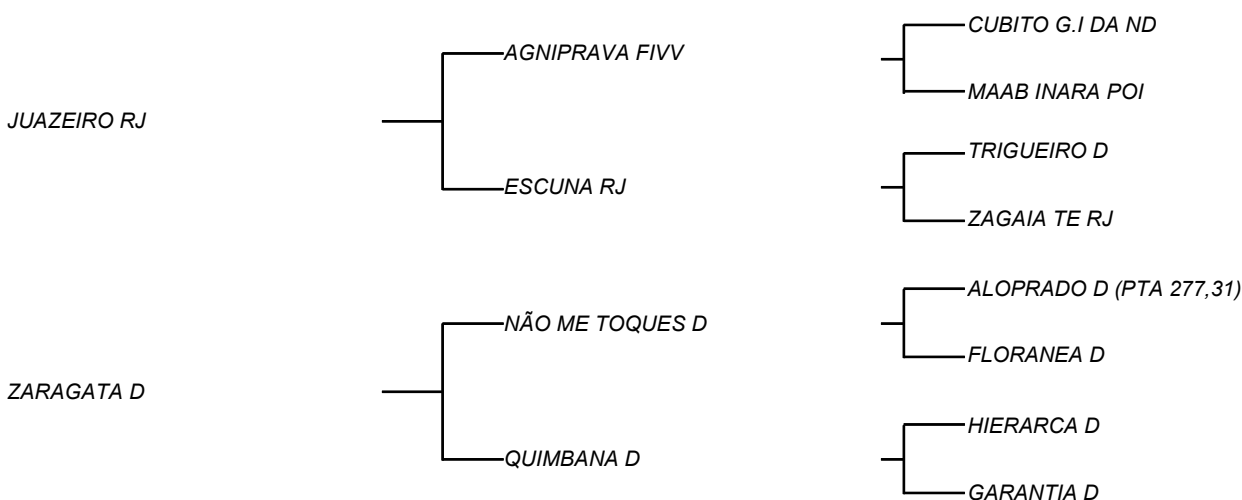 CUBITO G.I DA ND
AGNIPRAVA FIVV
MAAB INARA POI
JUAZEIRO RJ
TRIGUEIRO D
ESCUNA RJ
ZAGAIA TE RJ
ALOPRADO D (PTA 277,31)
NÃO ME TOQUES D
FLORANEA D
ZARAGATA D
HIERARCA D
QUIMBANA D
GARANTIA D